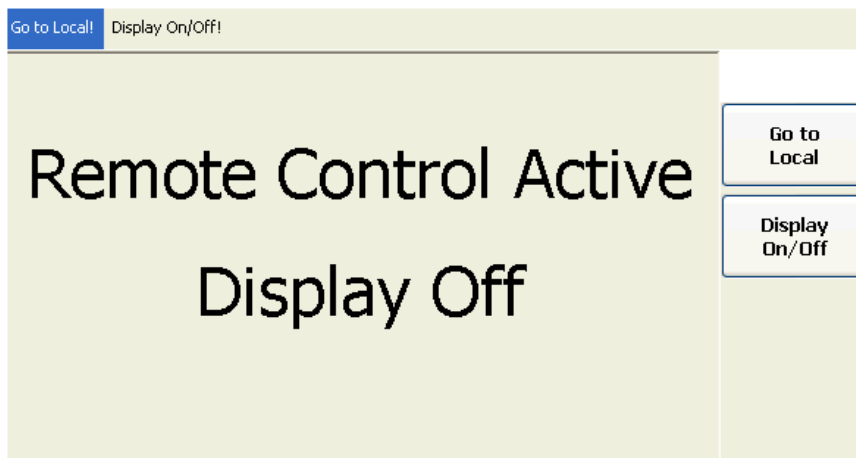 Go to Local! Display On/Off!
Remote Control Active
Display Off
Go to
Local
Display
On/Off